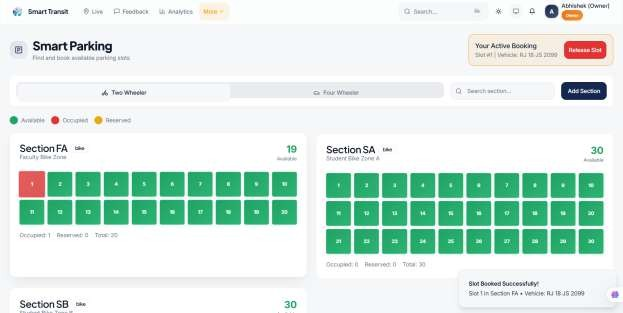 Smart Transit
Live
Feedback
Analytics
More
Search...
Abhishek (Owner)
A
Smart Parking
Find and book available parking slots
Your Active Booking
Slot #1 | Vehicle: RJ 18 JS 2099
Release Slot
Two Wheeler
Four Wheeler
Search section...
Add Section
Available
Occupied
Reserved
Section FA bike
Faculty Bike Zone
19
Available
1 2 3 4 5 6 7 8 9 10
11 12 13 14 15 16 17 18 19 20
Occupied: 1 Reserved: 0 Total: 20
Section SA bike
Student Bike Zone A
30
Available
1 2 3 4 5 6 7 8 9 10
11 12 13 14 15 16 17 18 19 20
21 22 23 24 25 26 27 28 29 30
Occupied: 0 Reserved: 0 Total: 30
Section SB bike
Student Bike Zone B
30
Slot Booked Successfully!
Slot 1 in Section FA • Vehicle: RJ 18 JS 2099